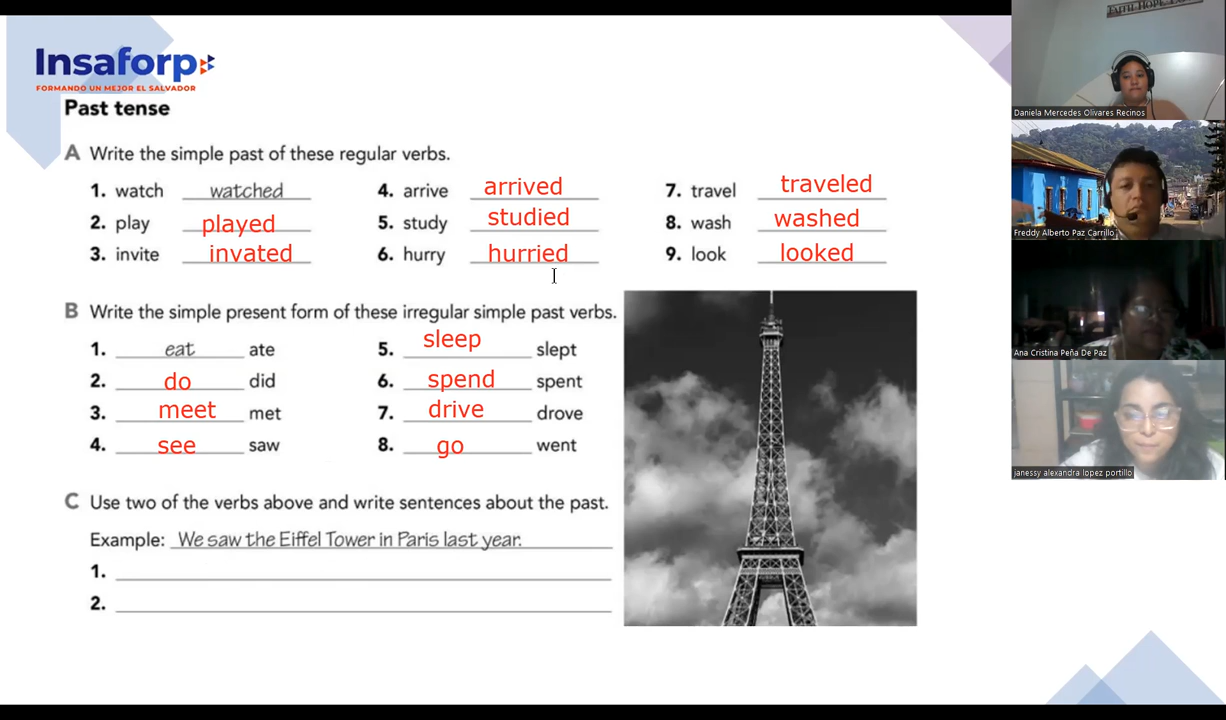 Insaforp
FORMANDO UN MEJOR EL SALVADOR
Past tense
A Write the simple past of these regular verbs.
1. watch watched 4. arrive arrived 7. travel traveled
2. play played 5. study studied 8. wash washed
3. invite invated 6. hurry hurried 9. look looked
B Write the simple present form of these irregular simple past verbs.
1. eat ate 5. sleep slept
2. do did 6. spend spent
3. meet met 7. drive drove
4. see saw 8. go went
C Use two of the verbs above and write sentences about the past.
Example: We saw the Eiffel Tower in Paris last year.
1.
2.
FAITH HOPE
Daniela Mercedes Olivares Recinos
Freddy Alberto Paz Carrillo
Ana Cristina Peña De Paz
janessy alexandra lopez portillo